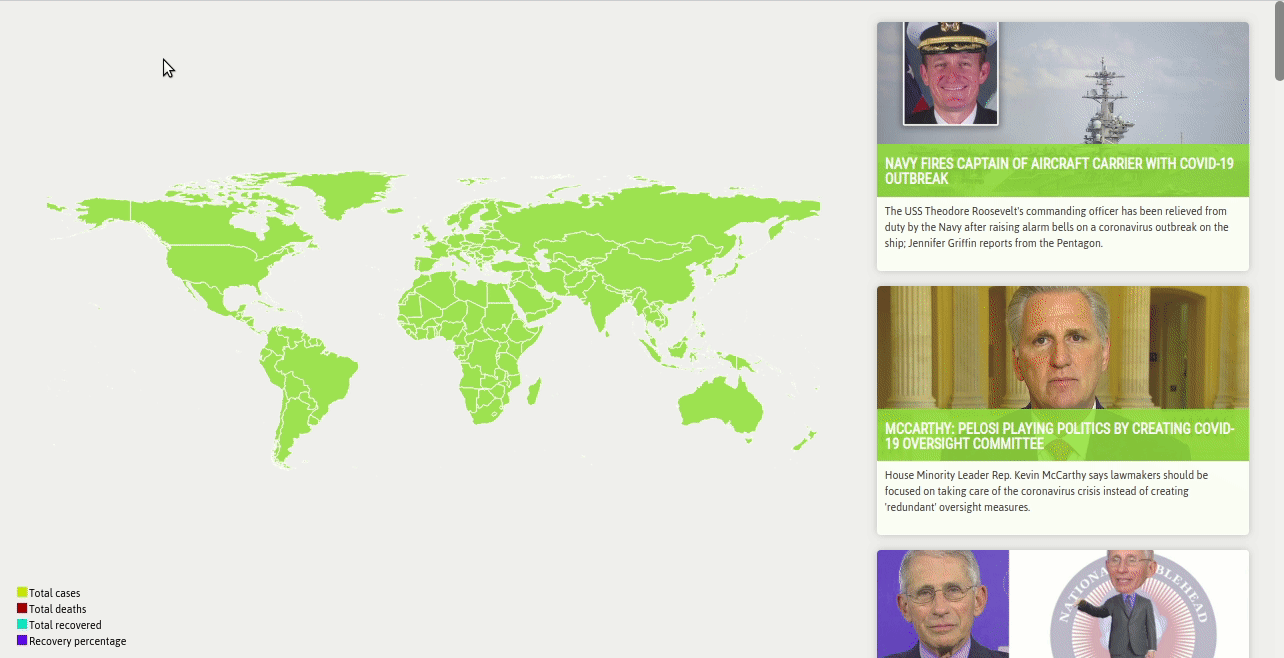 NAVY FIRES CAPTAIN OF AIRCRAFT CARRIER WITH COVID-19
OUTBREAK
The USS Theodore Roosevelt's commanding officer has been relieved from
duty by the Navy after raising alarm bells on a coronavirus outbreak on the
ship; Jennifer Griffin reports from the Pentagon.
MCCARTHY: PELOSI PLAYING POLITICS BY CREATING COVID-
19 OVERSIGHT COMMITTEE
House Minority Leader Rep. Kevin McCarthy says lawmakers should be
focused on taking care of the coronavirus crisis instead of creating
'redundant' oversight measures.
NATIONAL
Total cases
Total deaths
Total recovered
Recovery percentage